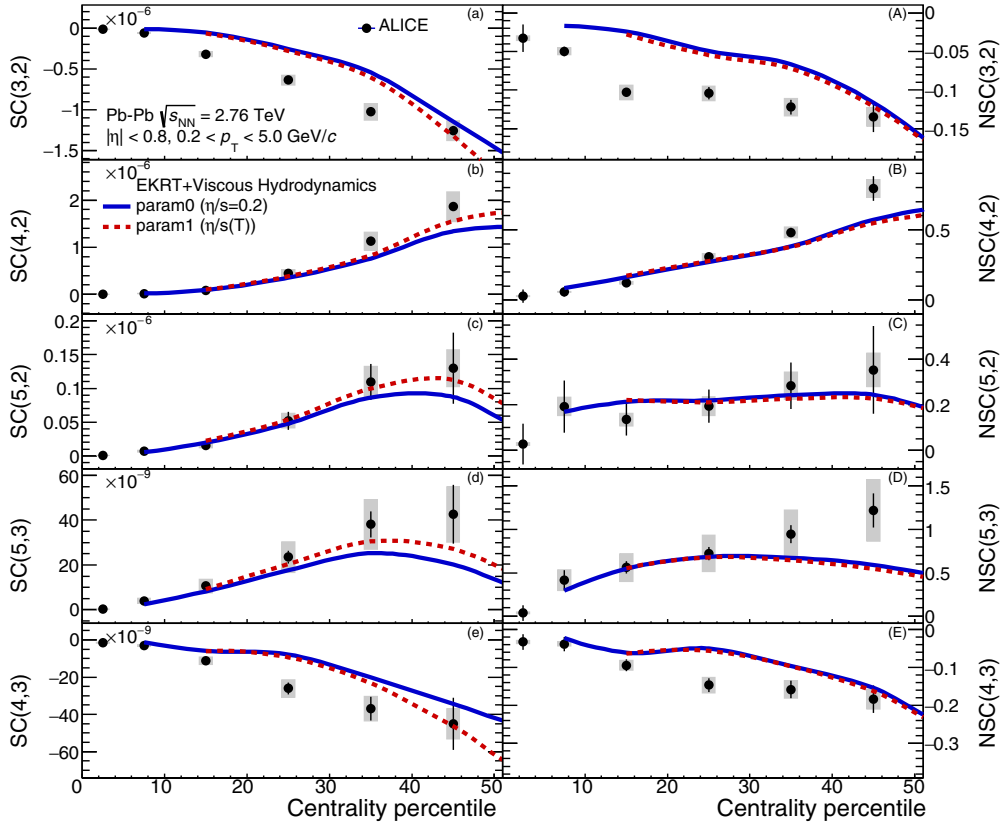 ×10⁻⁶
(a)
ALICE
SC(3,2)
0
−0.5
−1
−1.5
Pb-Pb √sNN = 2.76 TeV
|η| < 0.8, 0.2 < pT < 5.0 GeV/c
(A)
0
−0.05
−0.1
−0.15
NSC(3,2)
×10⁻⁶
(b)
SC(4,2)
2
1
0
EKRT+Viscous Hydrodynamics
param0 (η/s=0.2)
param1 (η/s(T))
(B)
0.5
0
NSC(4,2)
×10⁻⁶
(c)
SC(5,2)
0.2
0.15
0.1
0.05
0
(C)
0.4
0.2
0
NSC(5,2)
×10⁻⁹
(d)
SC(5,3)
60
40
20
0
(D)
1.5
1
0.5
0
NSC(5,3)
×10⁻⁹
(e)
SC(4,3)
0
−20
−40
−60
(E)
0
−0.1
−0.2
−0.3
NSC(4,3)
0 10 20 30 40 50
0 10 20 30 40 50
Centrality percentile
Centrality percentile